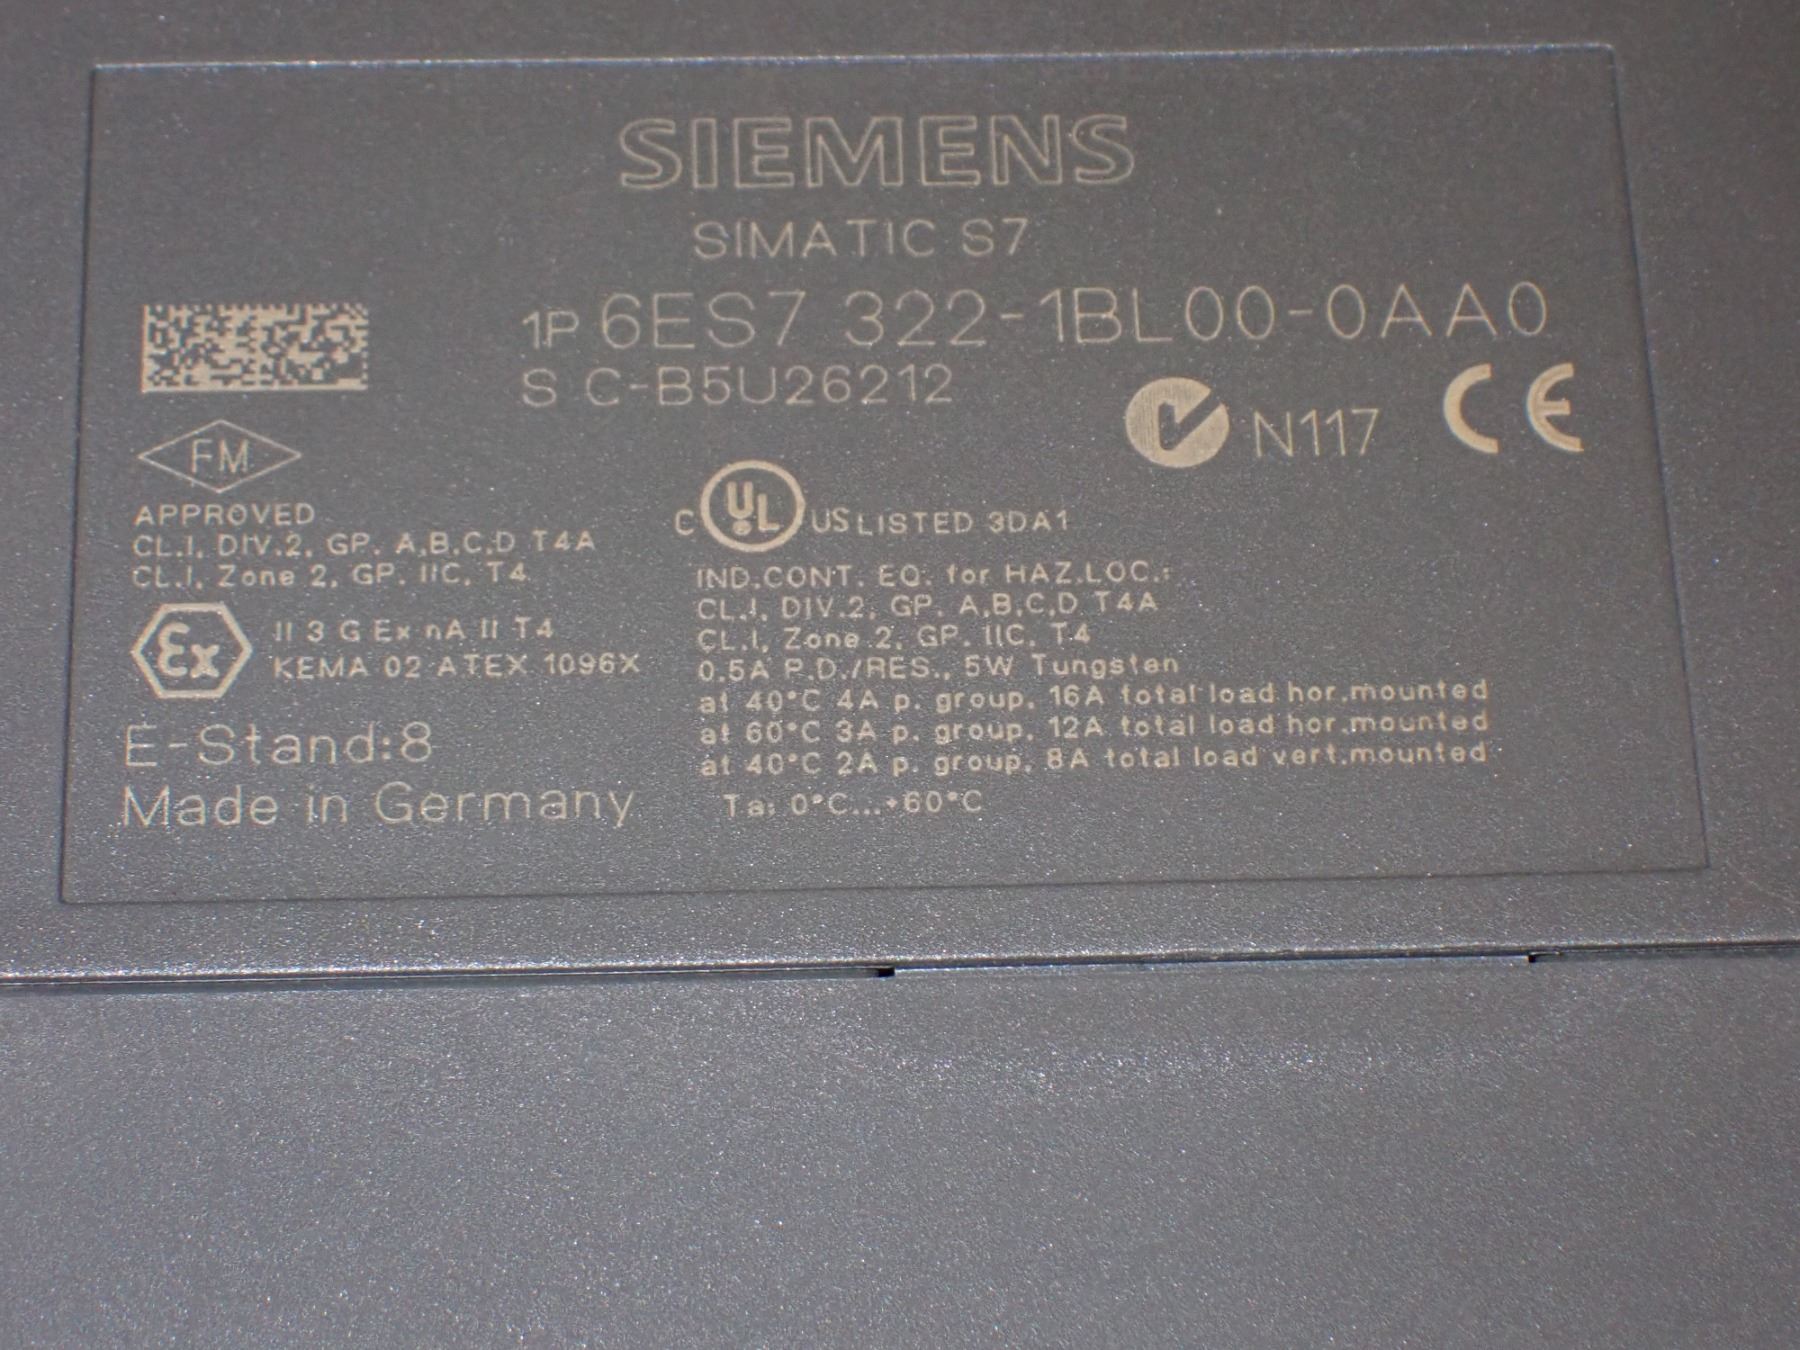 SIEMENS
SIMATIC S7
1P 6ES7 322-1BL00-0AA0
S C-B5U26212
N117 CE
FM
APPROVED
CL.I, DIV.2, GP. A,B,C,D T4A
CL.I, Zone 2, GP. IIC, T4
Ex
II 3 G Ex nA II T4
KEMA 02 ATEX 1096X
E-Stand:8
Made in Germany
C UL US LISTED 3DA1
IND.CONT. EQ. for HAZ.LOC.:
CL.I, DIV.2, GP. A,B,C,D T4A
CL.I, Zone 2, GP. IIC, T4
0.5A P.D./RES., 5W Tungsten
at 40°C 4A p. group, 16A total load hor.mounted
at 60°C 3A p. group, 12A total load hor.mounted
at 40°C 2A p. group, 8A total load vert.mounted
Ta: 0°C...+60°C